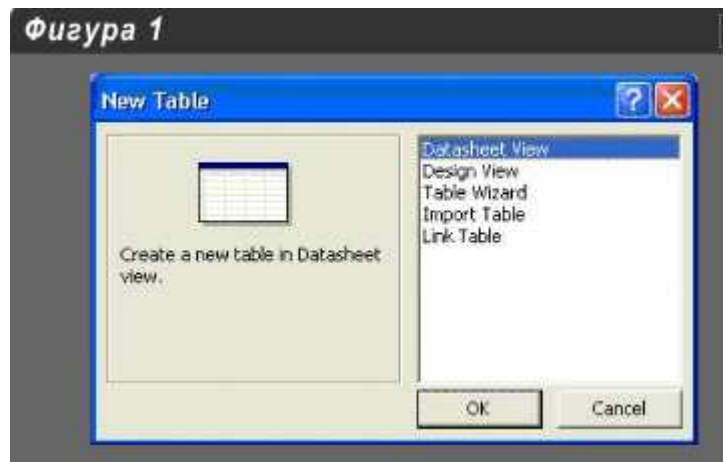 Фигура 1
New Table
Datasheet View
Design View
Table Wizard
Import Table
Link Table
Create a new table in Datasheet
view.
OK
Cancel